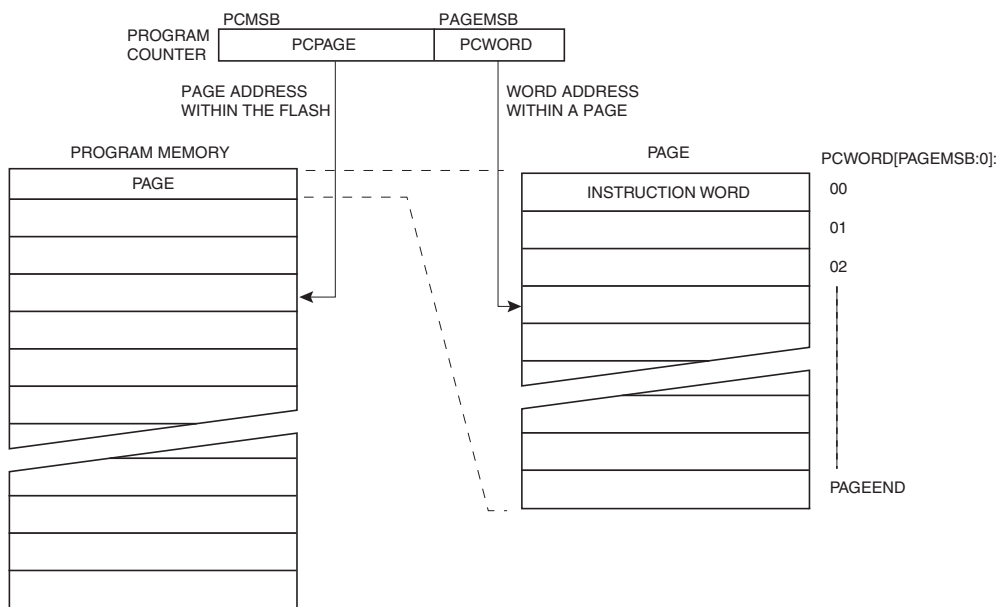 PCMSB
PAGEMSB
PROGRAM
COUNTER
PCPAGE
PCWORD
PAGE ADDRESS
WITHIN THE FLASH
WORD ADDRESS
WITHIN A PAGE
PROGRAM MEMORY
PAGE
PCWORD[PAGEMSB:0]:
PAGE
INSTRUCTION WORD
00
01
02
PAGEEND